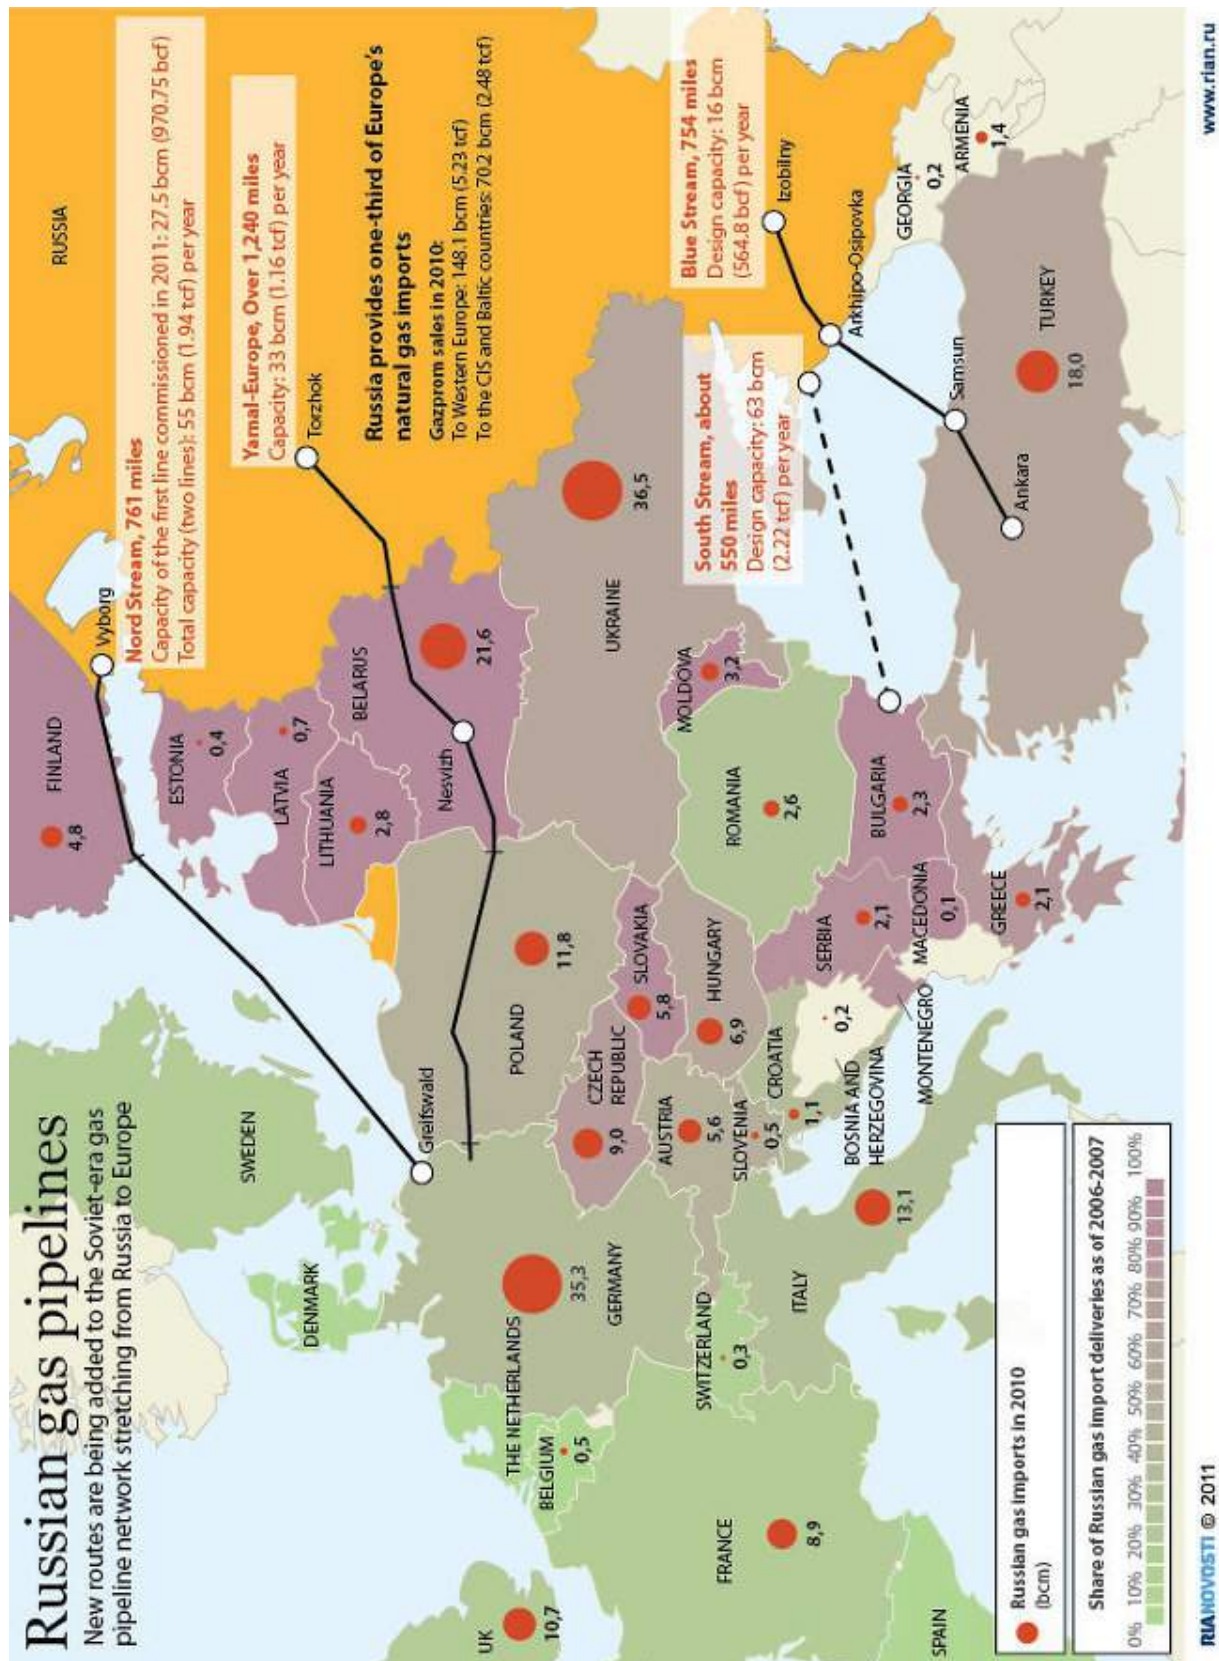 Russian gas pipelines
New routes are being added to the Soviet-era gas
pipeline network stretching from Russia to Europe
RUSSIA
Nord Stream, 761 miles
Capacity of the first line commissioned in 2011: 27.5 bcm (970.75 bcf)
Total capacity (two lines): 55 bcm (1.94 tcf) per year
Yamal-Europe, Over 1,240 miles
Capacity: 33 bcm (1.16 tcf) per year
Russia provides one-third of Europe's
natural gas imports
Gazprom sales in 2010:
To Western Europe: 148.1 bcm (5.23 tcf)
To the CIS and Baltic countries: 70.2 bcm (2.48 tcf)
Blue Stream, 754 miles
Design capacity: 16 bcm
(564.8 bcf) per year
South Stream, about
550 miles
Design capacity: 63 bcm
(2.22 tcf) per year
Vyborg
Torzhok
Nesvizh
Greifswald
Izobilny
Arkhipo-Osipovka
Samsun
Ankara
FINLAND
4,8
ESTONIA
0,4
LATVIA
0,7
LITHUANIA
2,8
BELARUS
21,6
SWEDEN
DENMARK
POLAND
11,8
UKRAINE
36,5
MOLDOVA
3,2
GERMANY
35,3
THE NETHERLANDS
BELGIUM
0,5
UK
10,7
FRANCE
8,9
SPAIN
SWITZERLAND
0,3
ITALY
13,1
CZECH
REPUBLIC
9,0
SLOVAKIA
5,8
AUSTRIA
5,6
HUNGARY
6,9
SLOVENIA
0,5
CROATIA
1,1
BOSNIA AND
HERZEGOVINA
0,2
MONTENEGRO
SERBIA
2,1
MACEDONIA
0,1
ROMANIA
2,6
BULGARIA
2,3
GREECE
2,1
TURKEY
18,0
GEORGIA
0,2
ARMENIA
1,4
Russian gas imports in 2010
(bcm)
Share of Russian gas import deliveries as of 2006-2007
0% 10% 20% 30% 40% 50% 60% 70% 80% 90% 100%
RIANOVOSTI © 2011
www.rian.ru